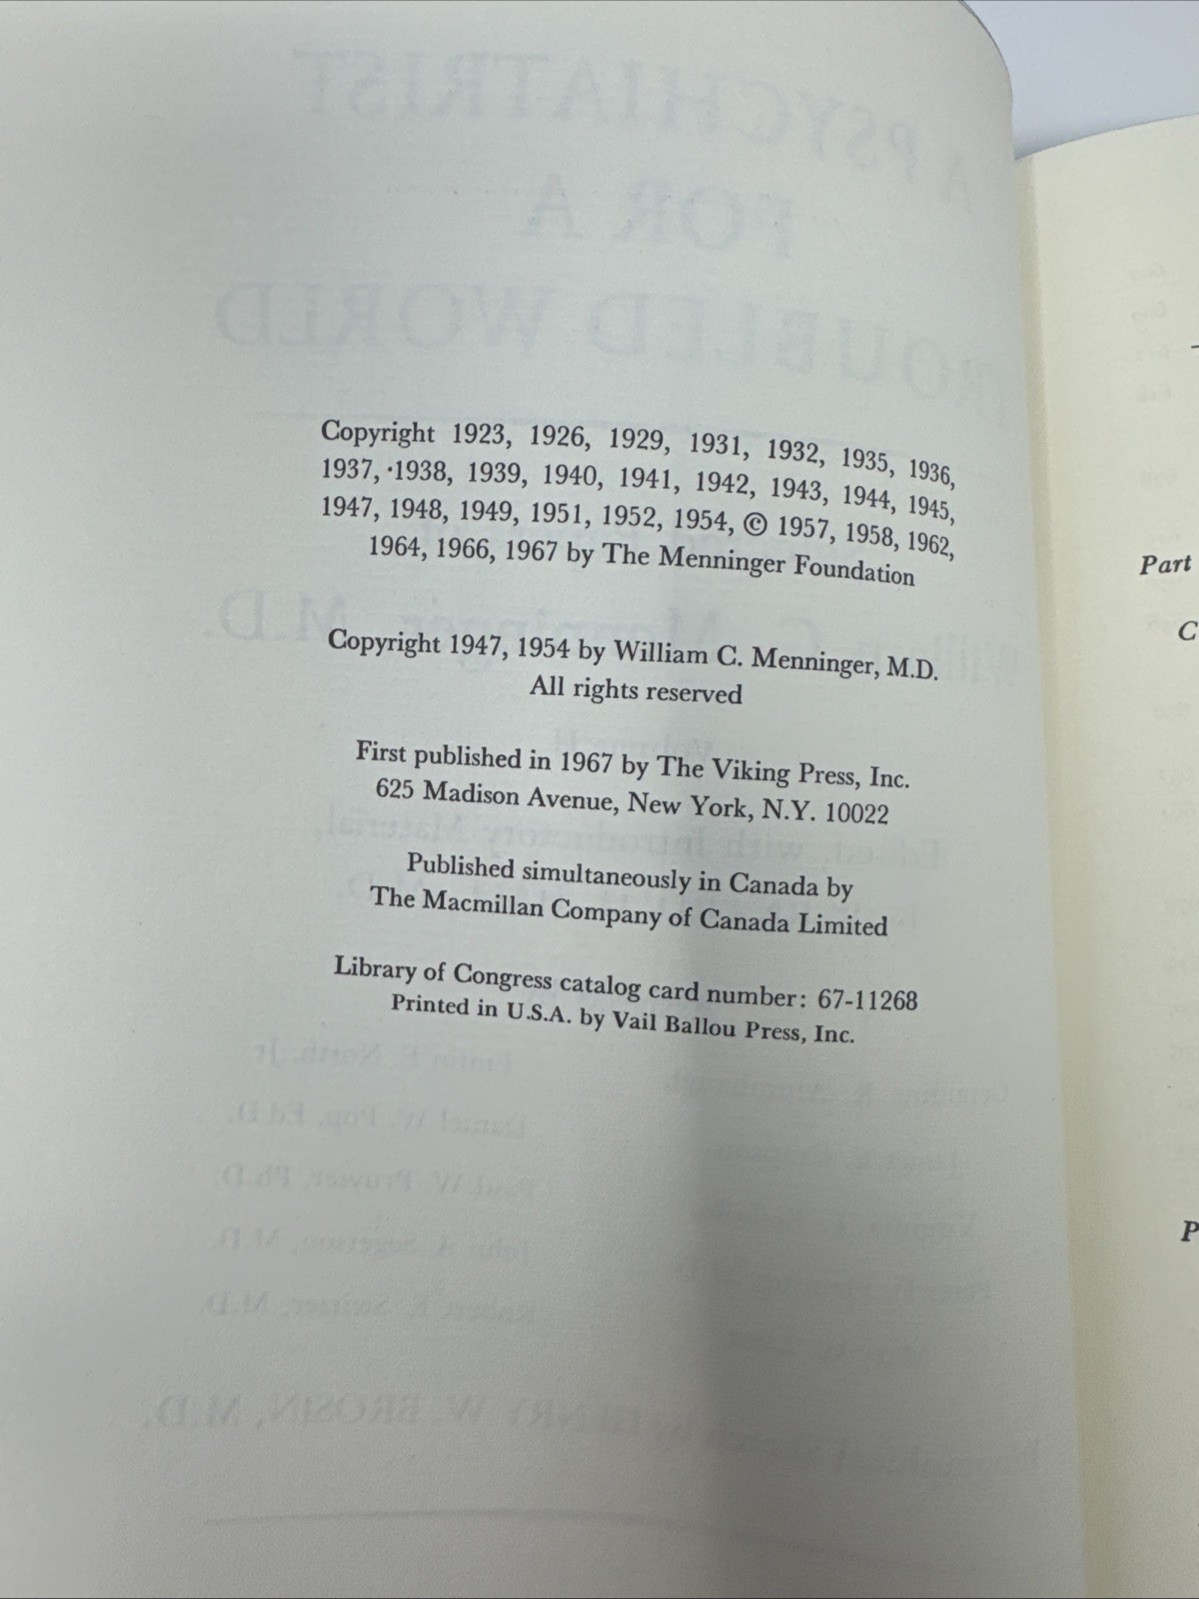 Copyright 1923, 1926, 1929, 1931, 1932, 1935, 1936,
1937, ·1938, 1939, 1940, 1941, 1942, 1943, 1944, 1945,
1947, 1948, 1949, 1951, 1952, 1954, © 1957, 1958, 1962,
1964, 1966, 1967 by The Menninger Foundation
Copyright 1947, 1954 by William C. Menninger, M.D.
All rights reserved
First published in 1967 by The Viking Press, Inc.
625 Madison Avenue, New York, N.Y. 10022
Published simultaneously in Canada by
The Macmillan Company of Canada Limited
Library of Congress catalog card number: 67-11268
Printed in U.S.A. by Vail Ballou Press, Inc.
Part
C
P